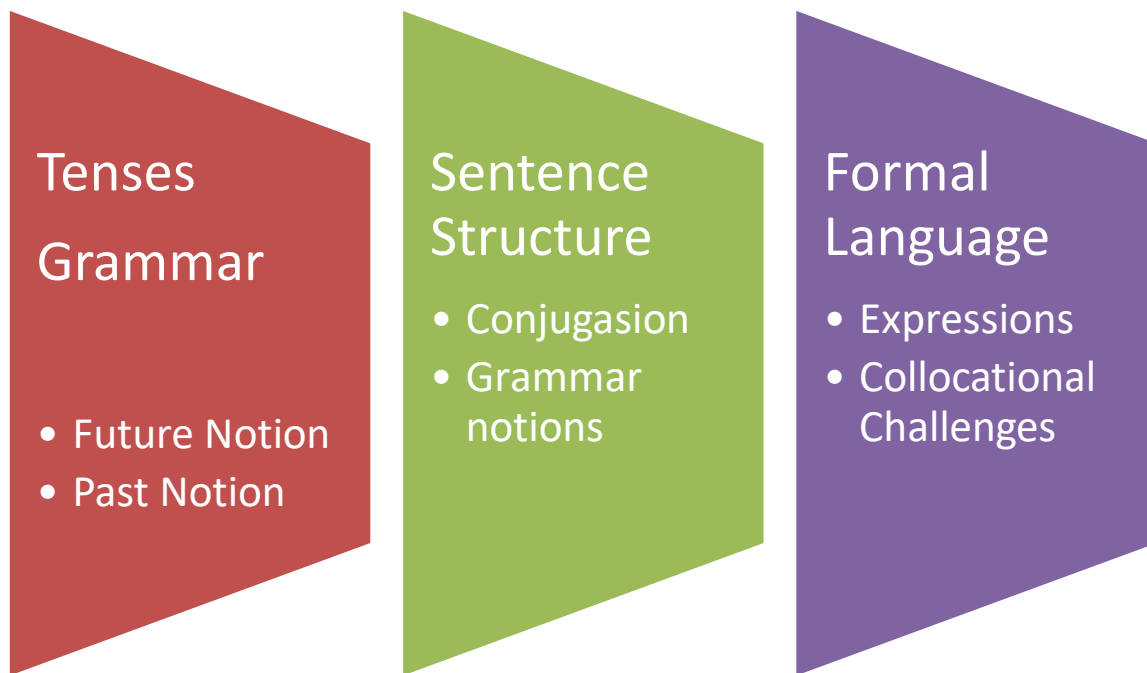 Tenses
Grammar
• Future Notion
• Past Notion
Sentence
Structure
• Conjugasion
• Grammar
notions
Formal
Language
• Expressions
• Collocational
Challenges